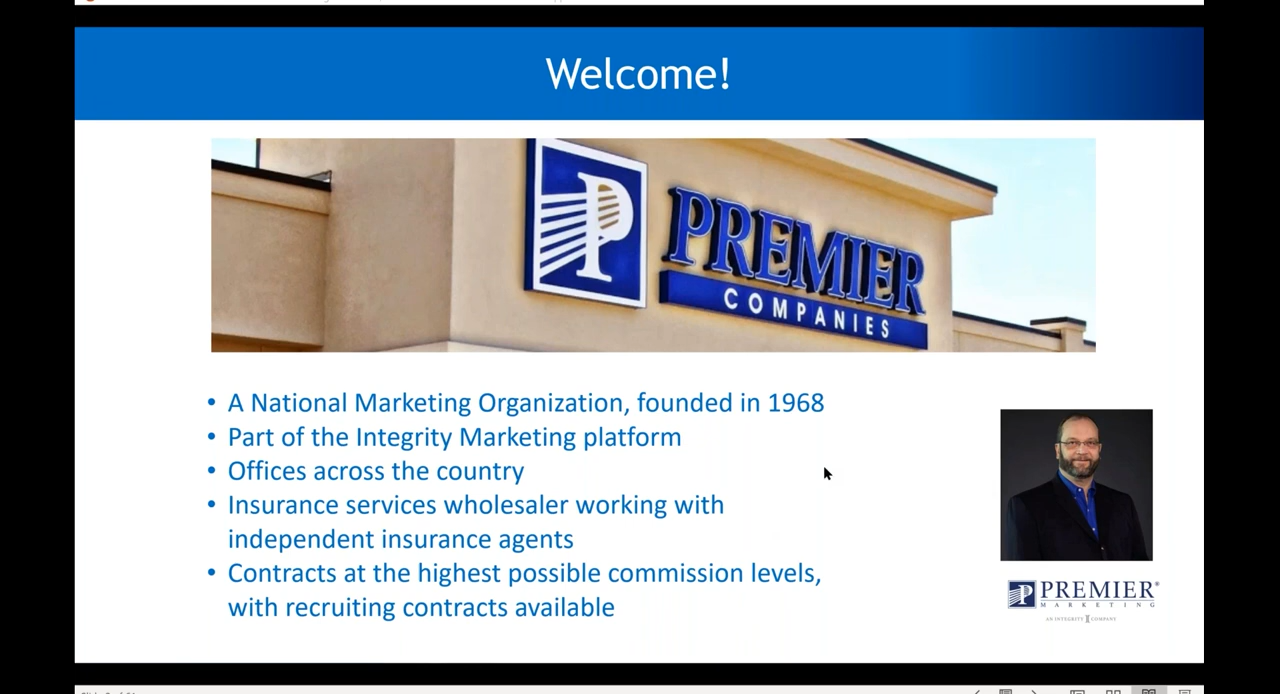 Welcome!
P
PREMIER
COMPANIES
• A National Marketing Organization, founded in 1968
• Part of the Integrity Marketing platform
• Offices across the country
• Insurance services wholesaler working with
independent insurance agents
• Contracts at the highest possible commission levels,
with recruiting contracts available
P PREMIER®
MARKETING
AN INTEGRITY COMPANY